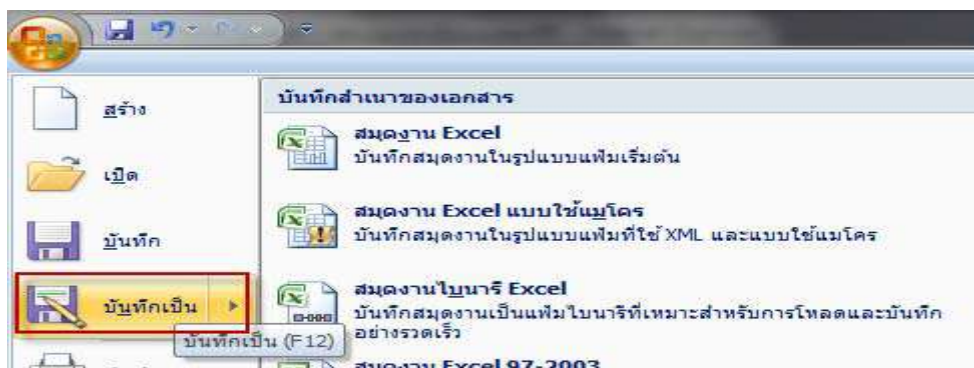 สร้าง
เปิด
บันทึก
บันทึกเป็น
บันทึกเป็น (F12)
บันทึกสำเนาของเอกสาร
สมุดงาน Excel
บันทึกสมุดงานในรูปแบบแฟ้มเริ่มต้น
สมุดงาน Excel แบบใช้แมโคร
บันทึกสมุดงานในรูปแบบแฟ้มที่ใช้ XML และแบบใช้แมโคร
สมุดงานไบนารี Excel
บันทึกสมุดงานเป็นแฟ้มไบนารีที่เหมาะสำหรับการโหลดและบันทึก
อย่างรวดเร็ว
สมุดงาน Excel 97-2003